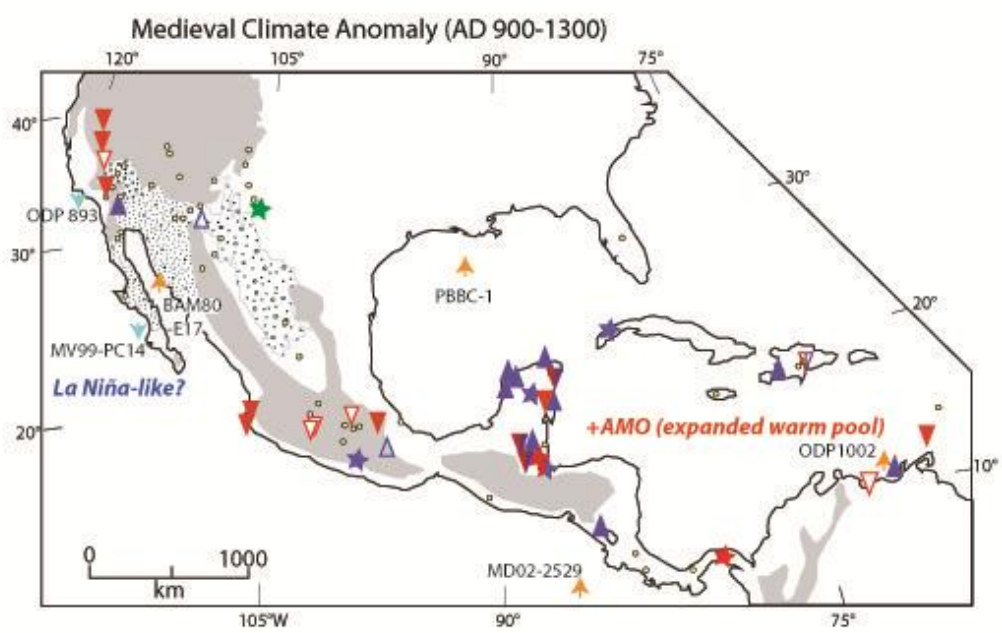 Medieval Climate Anomaly (AD 900-1300)
120°
105°
90°
75°
40°
30°
ODP 893
30°
PBBC-1
BAM80
-E17
20°
MV99-PC14
La Niña-like?
+AMO (expanded warm pool)
20°
ODP1002
10°
0
1000
km
MD02-2529
105°W
90°
75°